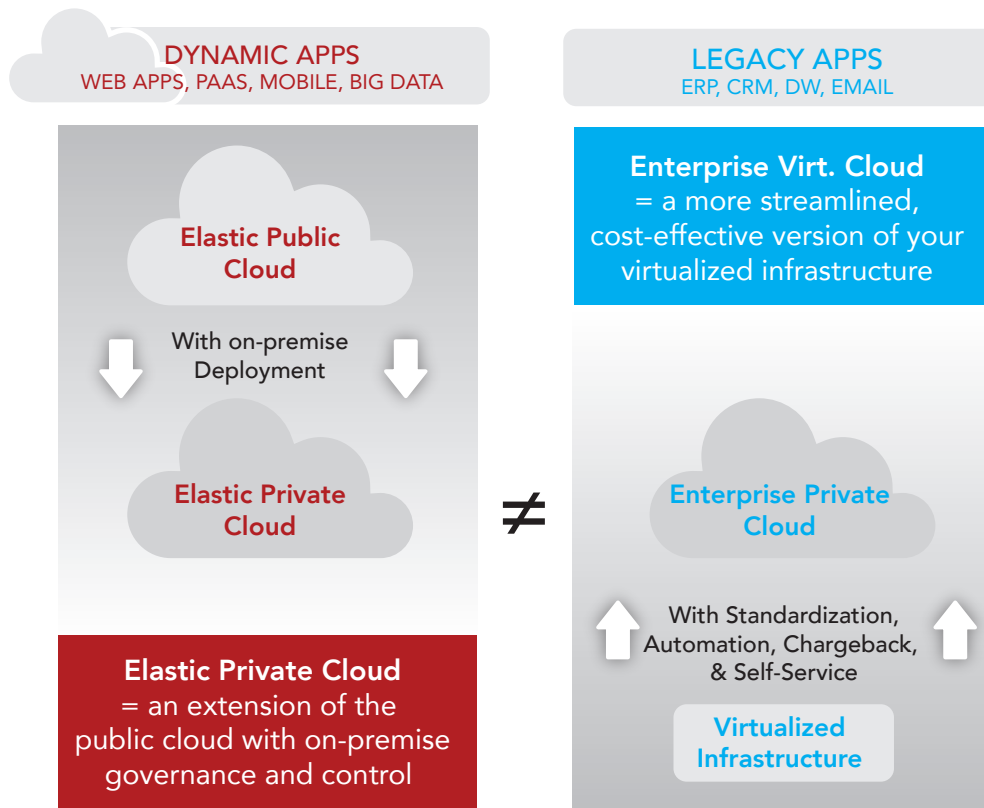 DYNAMIC APPS
WEB APPS, PAAS, MOBILE, BIG DATA
Elastic Public
Cloud
With on-premise
Deployment
Elastic Private
Cloud
Elastic Private Cloud
= an extension of the
public cloud with on-premise
governance and control
≠
LEGACY APPS
ERP, CRM, DW, EMAIL
Enterprise Virt. Cloud
= a more streamlined,
cost-effective version of your
virtualized infrastructure
Enterprise Private
Cloud
With Standardization,
Automation, Chargeback,
& Self-Service
Virtualized
Infrastructure